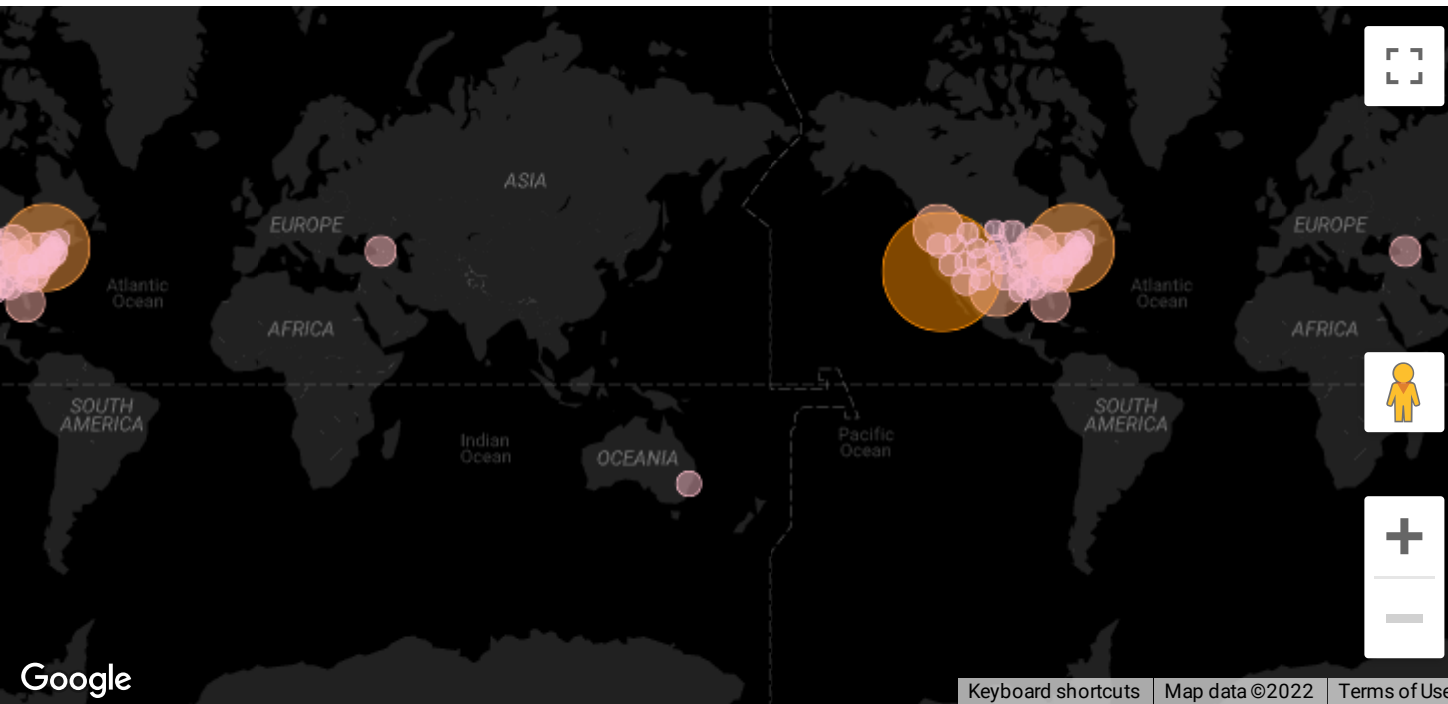 ASIA
EUROPE
EUROPE
Atlantic
Ocean
Atlantic
Ocean
AFRICA
AFRICA
SOUTH
AMERICA
SOUTH
AMERICA
Indian
Ocean
OCEANIA
Pacific
Ocean
Google
Keyboard shortcuts
Map data ©2022
Terms of Use